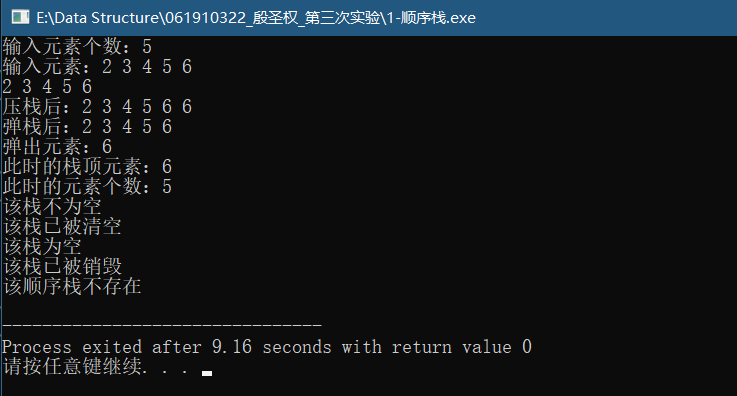 E:\Data Structure\061910322_殷圣权_第三次实验\1-顺序栈.exe
输入元素个数：5
输入元素：2 3 4 5 6
2 3 4 5 6
压栈后：2 3 4 5 6 6
弹栈后：2 3 4 5 6
弹出元素：6
此时的栈顶元素：6
此时的元素个数：5
该栈不为空
该栈已被清空
该栈为空
该栈已被销毁
该顺序栈不存在
--------------------------------
Process exited after 9.16 seconds with return value 0
请按任意键继续. . .